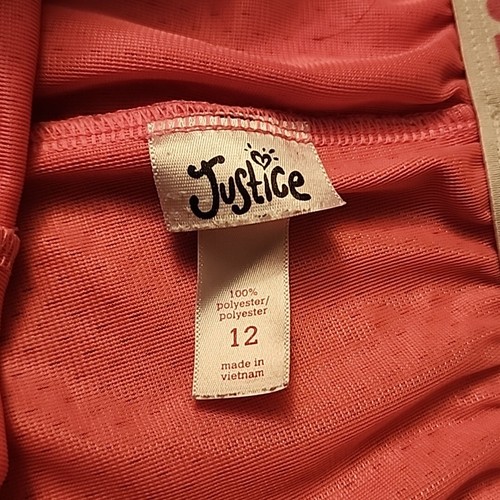 Justice
100%
polyester/
polyester
12
made in
vietnam